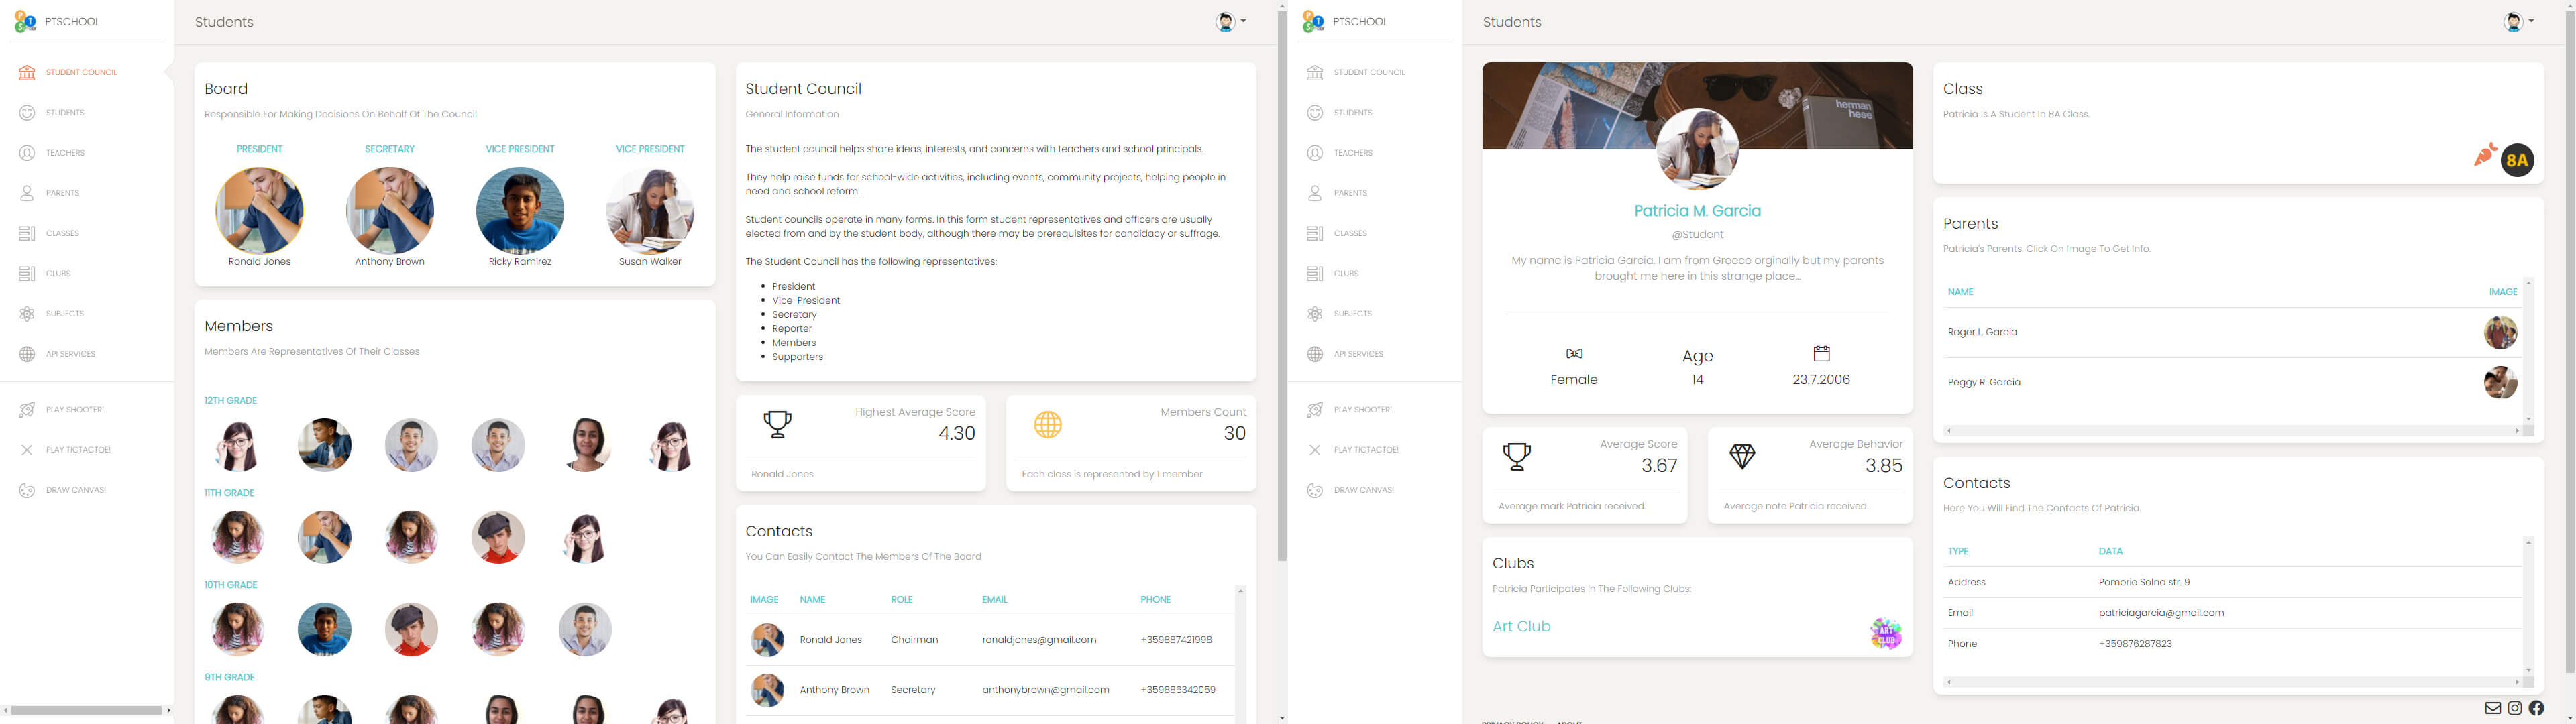 PTSCHOOL
STUDENT COUNCIL
STUDENTS
TEACHERS
PARENTS
CLASSES
CLUBS
SUBJECTS
API SERVICES
PLAY SHOOTER!
PLAY TICTACTOE!
DRAW CANVAS!
Students
Board
Responsible For Making Decisions On Behalf Of The Council
PRESIDENT
SECRETARY
VICE PRESIDENT
VICE PRESIDENT
Ronald Jones
Anthony Brown
Ricky Ramirez
Susan Walker
Members
Members Are Representatives Of Their Classes
12TH GRADE
11TH GRADE
10TH GRADE
9TH GRADE
Student Council
General Information
The student council helps share ideas, interests, and concerns with teachers and school principals.
They help raise funds for school-wide activities, including events, community projects, helping people in
need and school reform.
Student councils operate in many forms. In this form student representatives and officers are usually
elected from and by the student body, although there may be prerequisites for candidacy or suffrage.
The Student Council has the following representatives:
President
Vice-President
Secretary
Reporter
Members
Supporters
Highest Average Score
4.30
Ronald Jones
Members Count
30
Each class is represented by 1 member
Contacts
You Can Easily Contact The Members Of The Board
IMAGE NAME ROLE EMAIL PHONE
Ronald Jones Chairman ronaldjones@gmail.com +359887421998
Anthony Brown Secretary anthonybrown@gmail.com +359886342059
PTSCHOOL
STUDENT COUNCIL
STUDENTS
TEACHERS
PARENTS
CLASSES
CLUBS
SUBJECTS
API SERVICES
PLAY SHOOTER!
PLAY TICTACTOE!
DRAW CANVAS!
Students
herman
hese
Patricia M. Garcia
@Student
My name is Patricia Garcia. I am from Greece orginally but my parents
brought me here in this strange place...
Female
Age
14
23.7.2006
Average Score
3.67
Average mark Patricia received.
Average Behavior
3.85
Average note Patricia received.
Clubs
Patricia Participates In The Following Clubs:
Art Club
ART
CLUB
Class
Patricia Is A Student In 8A Class.
8A
Parents
Patricia's Parents. Click On Image To Get Info.
NAME IMAGE
Roger L. Garcia
Peggy R. Garcia
Contacts
Here You Will Find The Contacts Of Patricia.
TYPE DATA
Address Pomorie Solna str. 9
Email patriciagarcia@gmail.com
Phone +359876287823
PRIVACY POLICY ABOUT